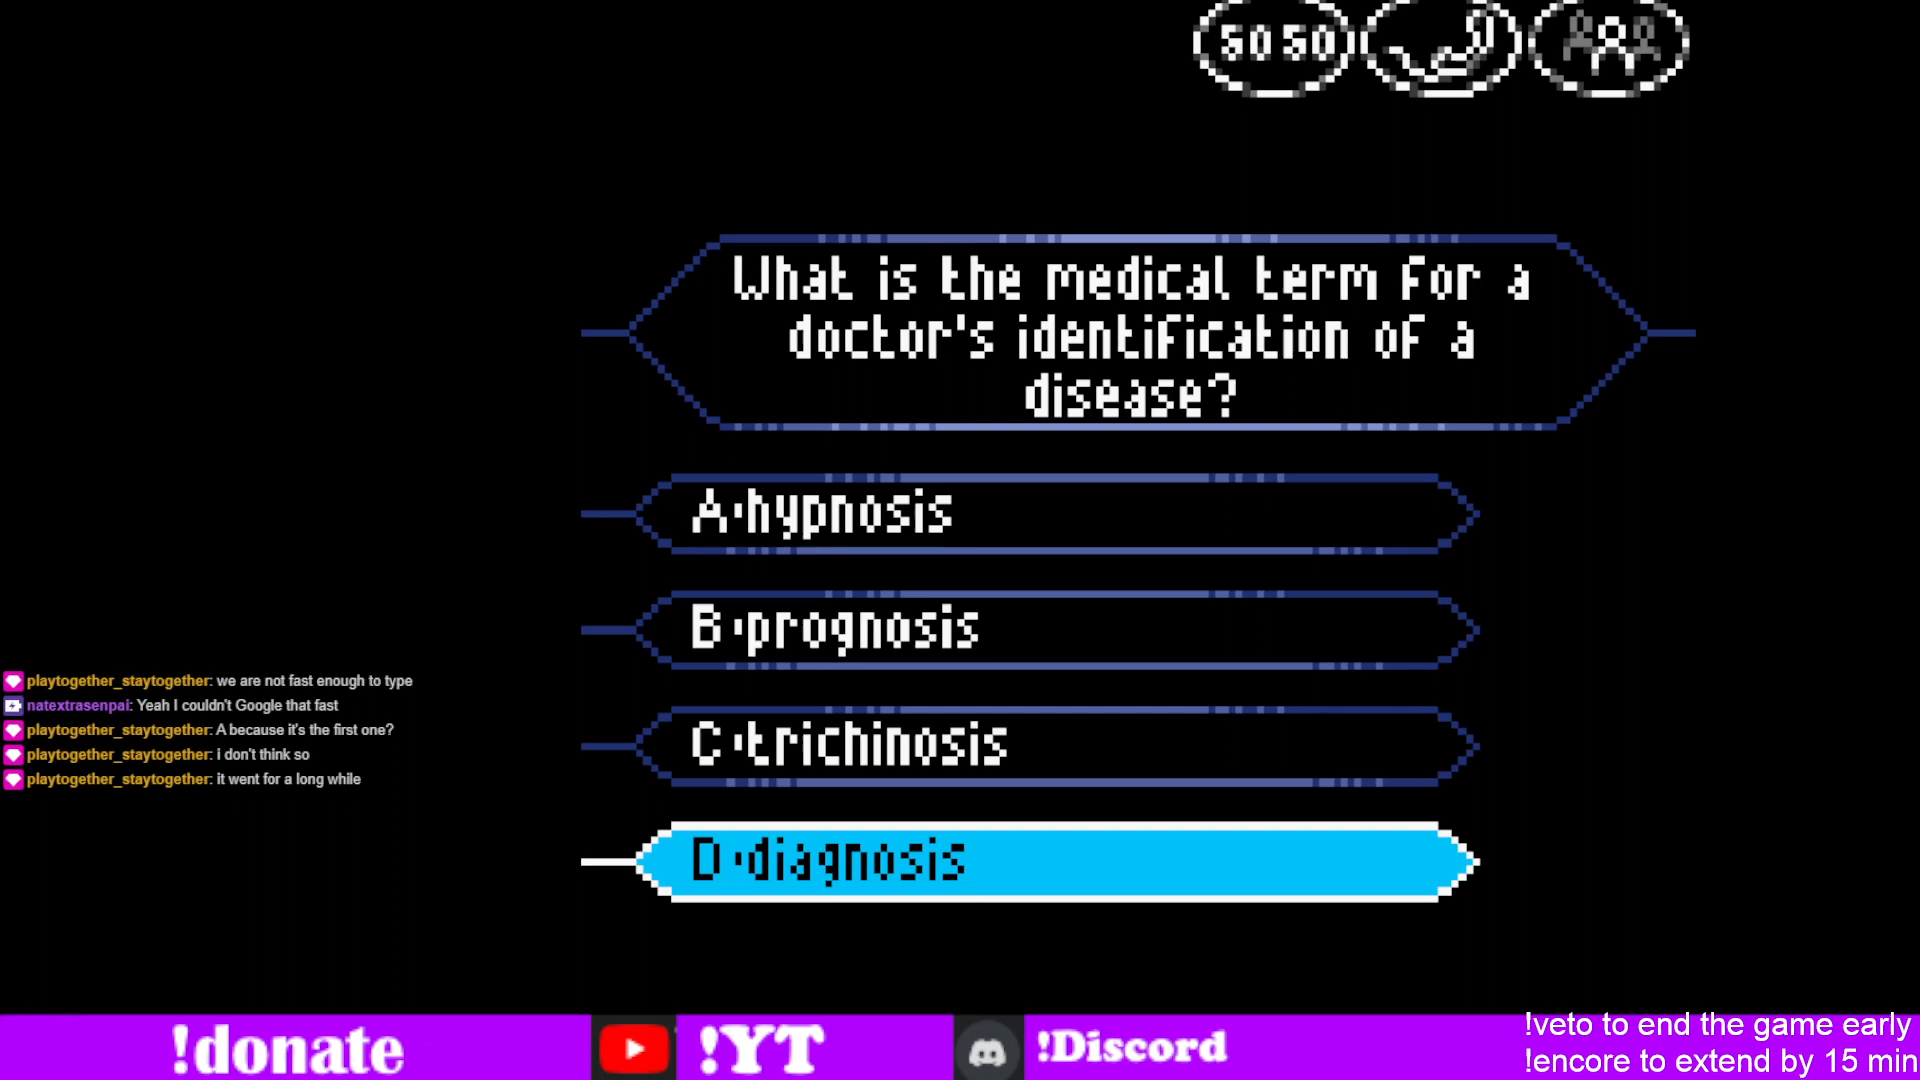 50 50
What is the medical term for a
doctor's identification of a
disease?
A·hypnosis
B·prognosis
C·trichinosis
D·diagnosis
playtogether_staytogether: we are not fast enough to type
natextrasenpai: Yeah I couldn't Google that fast
playtogether_staytogether: A because it's the first one?
playtogether_staytogether: i don't think so
playtogether_staytogether: it went for a long while
!donate
!YT
!Discord
!veto to end the game early
!encore to extend by 15 min